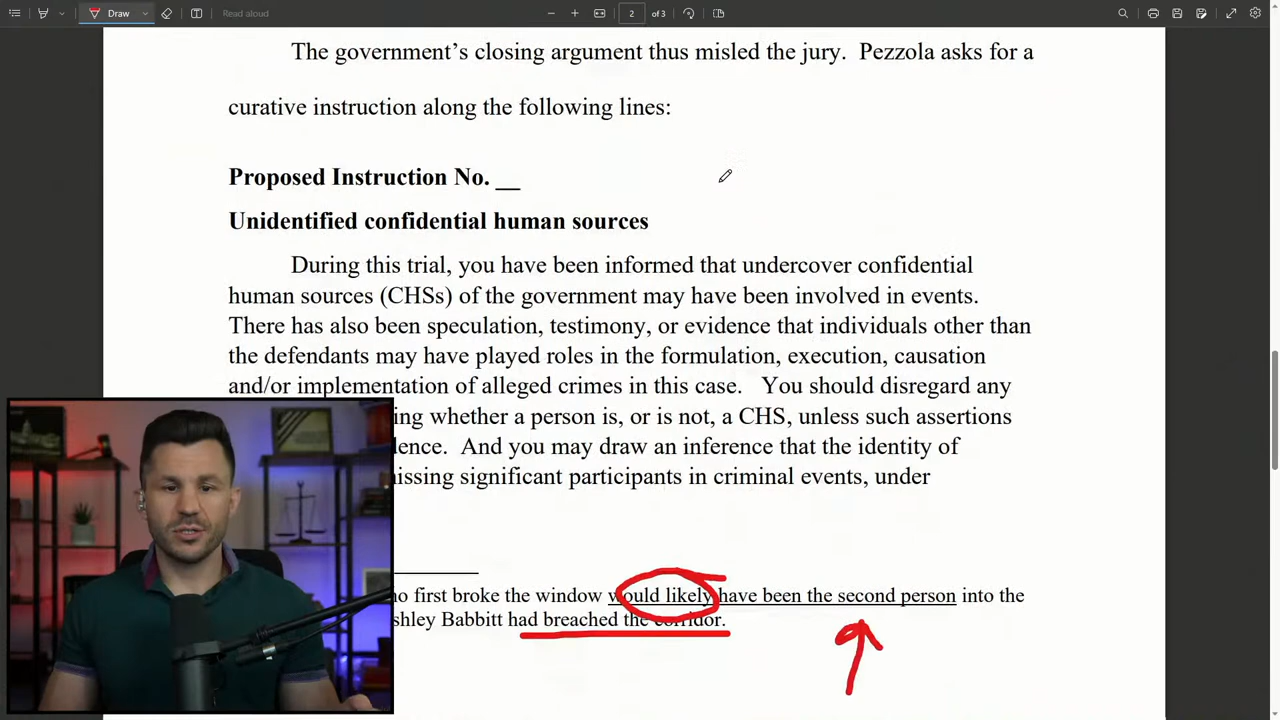 Draw
Read aloud
2 of 3
The government’s closing argument thus misled the jury. Pezzola asks for a
curative instruction along the following lines:
Proposed Instruction No. __
Unidentified confidential human sources
During this trial, you have been informed that undercover confidential
human sources (CHSs) of the government may have been involved in events.
There has also been speculation, testimony, or evidence that individuals other than
the defendants may have played roles in the formulation, execution, causation
and/or implementation of alleged crimes in this case. You should disregard any
whether a person is, or is not, a CHS, unless such assertions
And you may draw an inference that the identity of
significant participants in criminal events, under
first broke the window would likely have been the second person into the
Babbitt had breached the corridor.